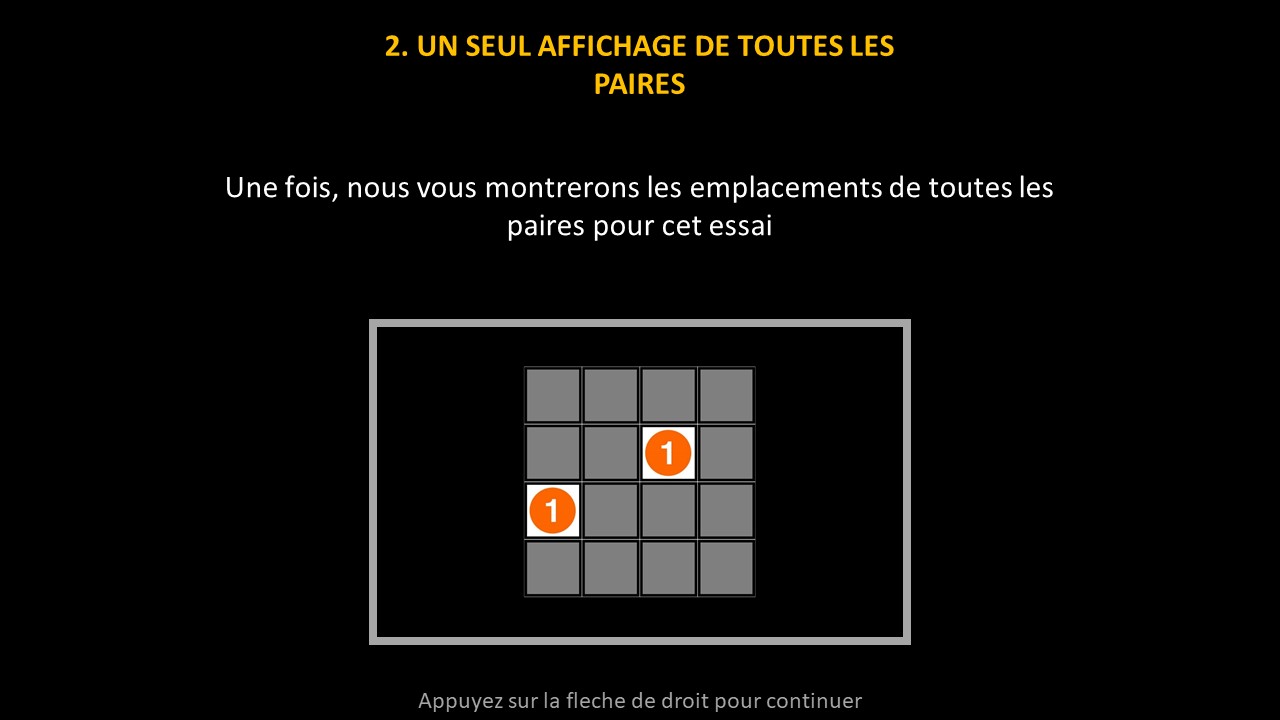 2. UN SEUL AFFICHAGE DE TOUTES LES
PAIRES
Une fois, nous vous montrerons les emplacements de toutes les
paires pour cet essai
1
1
Appuyez sur la fleche de droit pour continuer